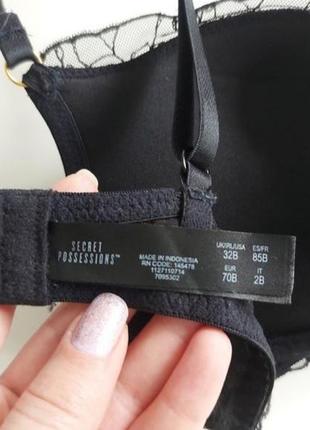 SECRET
POSSESSIONS™
MADE IN INDONESIA
RN CODE: 145478
1127110714
7095302
UK/IRL/USA
32B
EUR
70B
ES/FR
85B
IT
2B